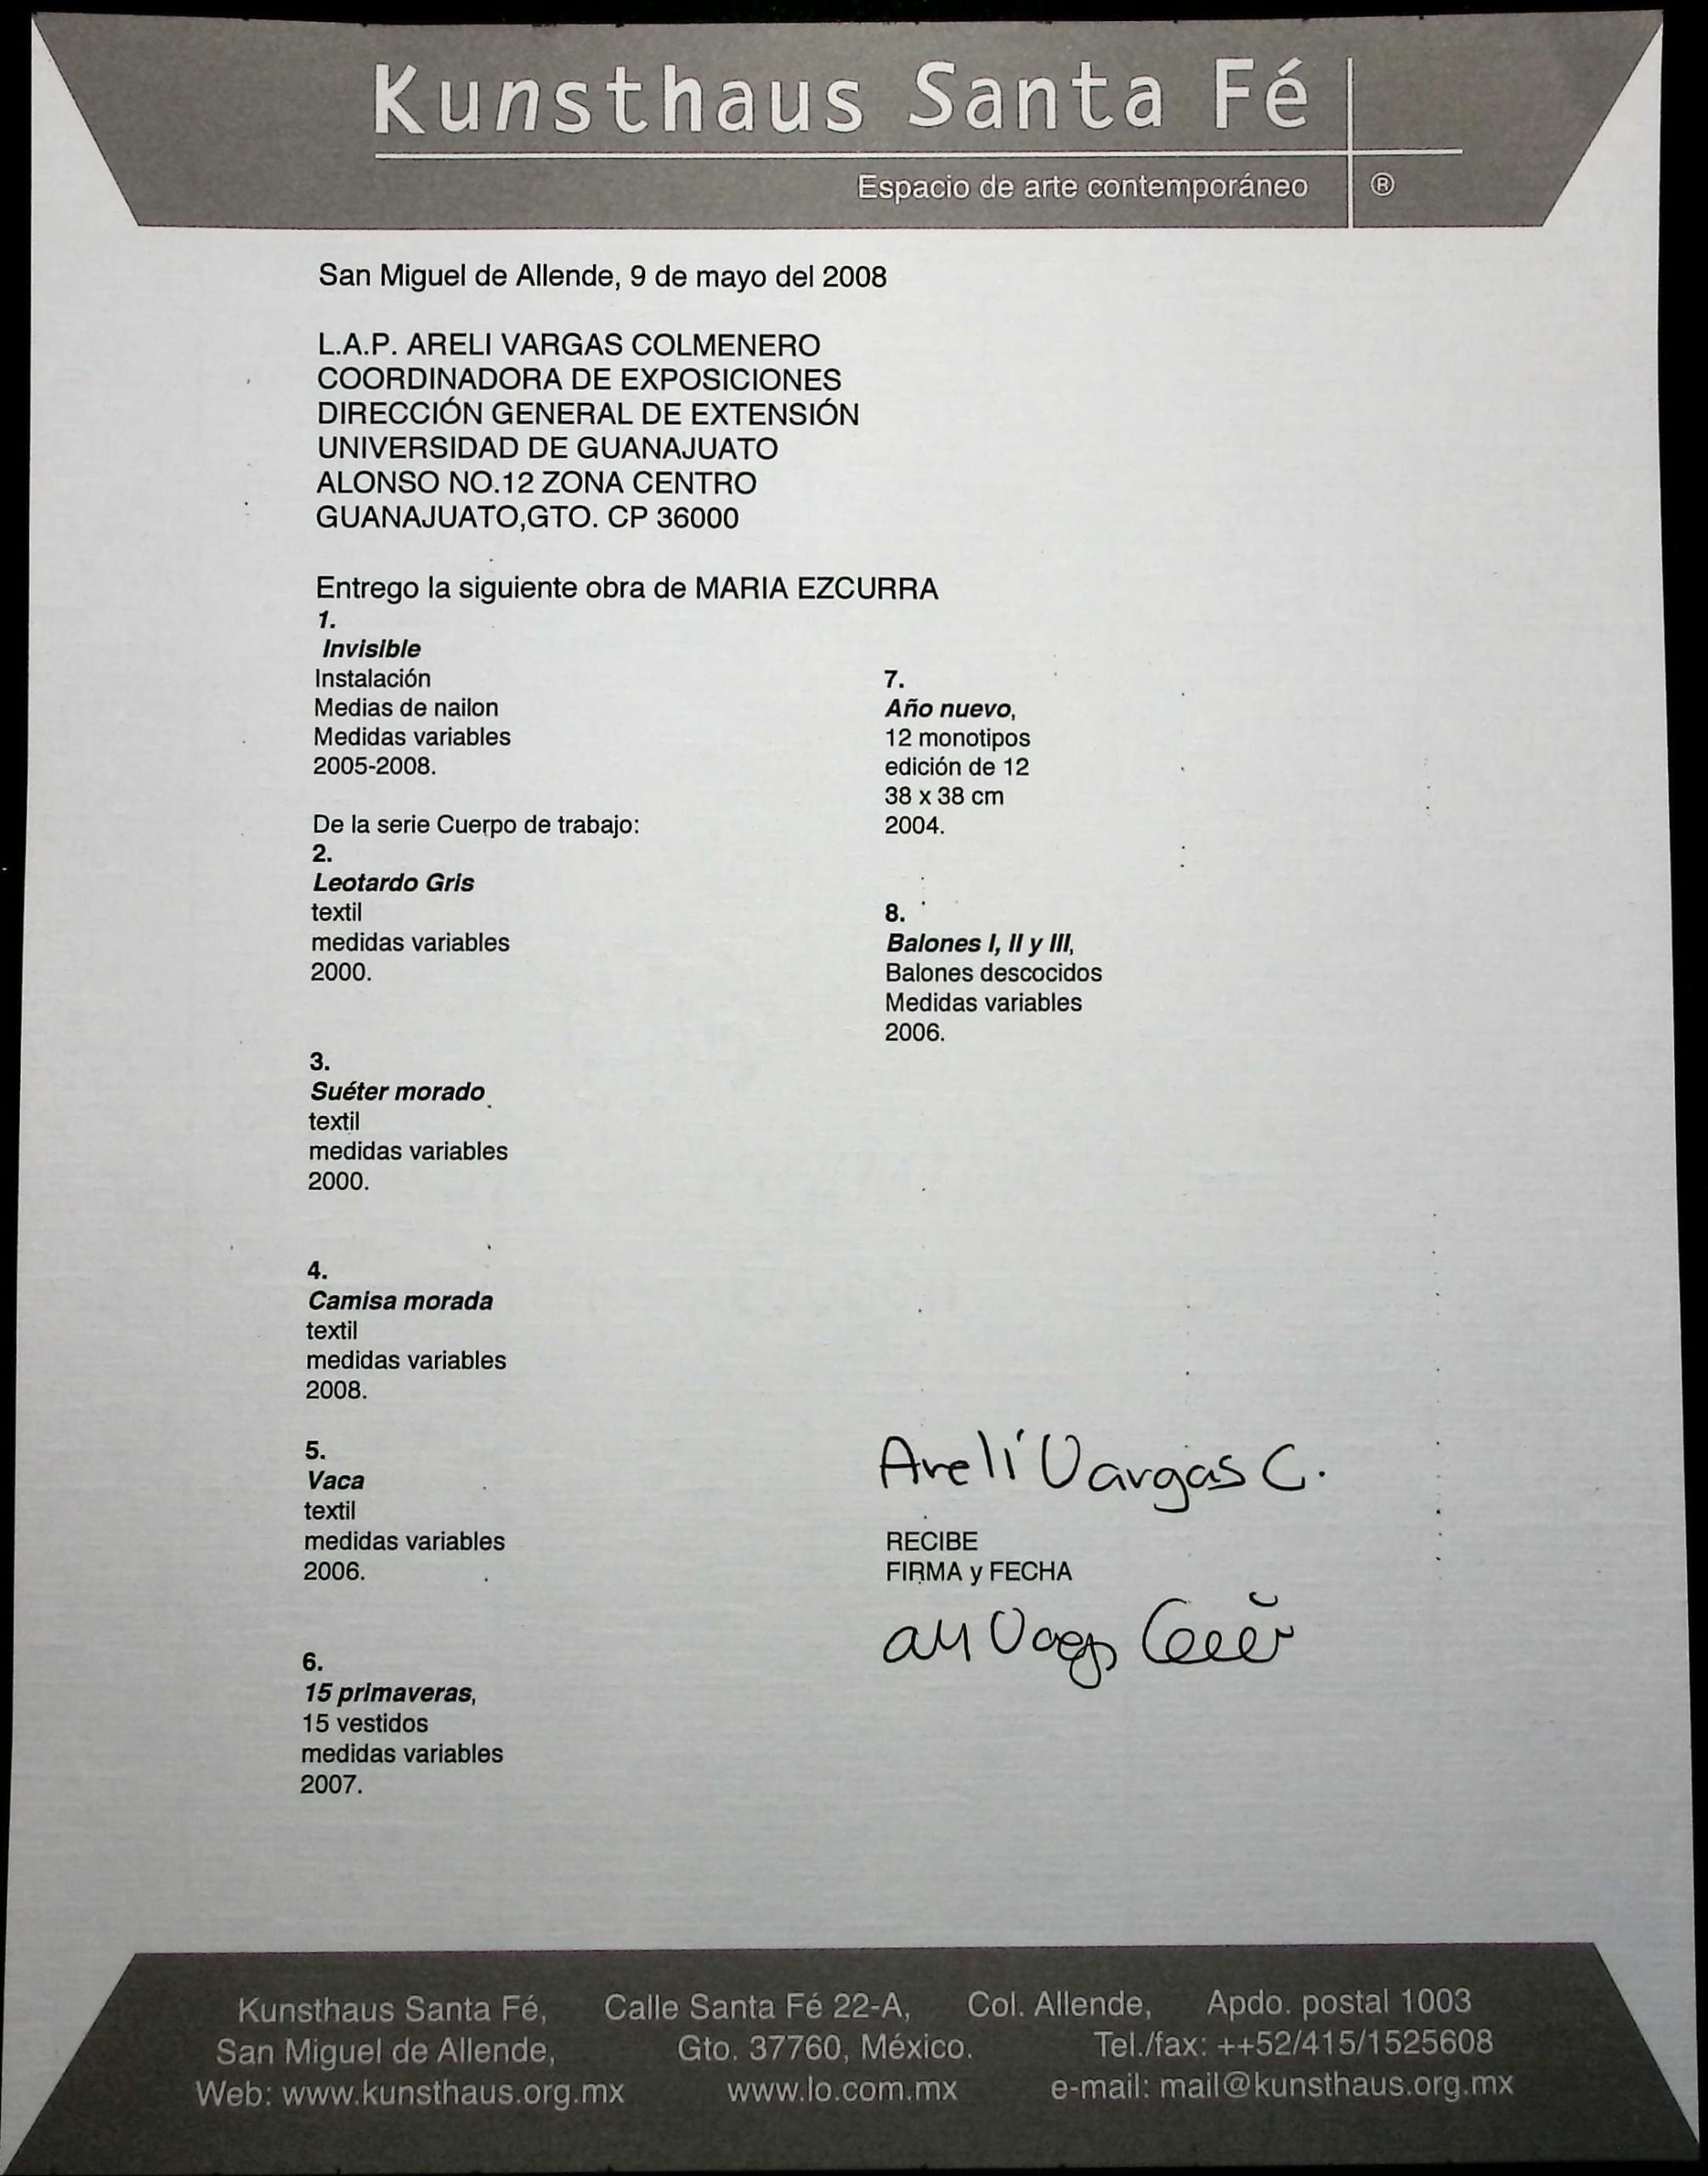 Kunsthaus Santa Fé
Espacio de arte contemporáneo ®
San Miguel de Allende, 9 de mayo del 2008
L.A.P. ARELI VARGAS COLMENERO
COORDINADORA DE EXPOSICIONES
DIRECCIÓN GENERAL DE EXTENSIÓN
UNIVERSIDAD DE GUANAJUATO
ALONSO NO.12 ZONA CENTRO
GUANAJUATO,GTO. CP 36000
Entrego la siguiente obra de MARIA EZCURRA
1.
Invisible
Instalación
Medias de nailon
Medidas variables
2005-2008.
De la serie Cuerpo de trabajo:
2.
Leotardo Gris
textil
medidas variables
2000.
3.
Suéter morado
textil
medidas variables
2000.
4.
Camisa morada
textil
medidas variables
2008.
5.
Vaca
textil
medidas variables
2006.
6.
15 primaveras,
15 vestidos
medidas variables
2007.
7.
Año nuevo,
12 monotipos
edición de 12
38 x 38 cm
2004.
8.
Balones I, II y III,
Balones descocidos
Medidas variables
2006.
Arelí Vargas C.
RECIBE
FIRMA y FECHA
Kunsthaus Santa Fé, Calle Santa Fé 22-A, Col. Allende, Apdo. postal 1003
San Miguel de Allende, Gto. 37760, México. Tel./fax: ++52/415/1525608
Web: www.kunsthaus.org.mx www.lo.com.mx e-mail: mail@kunsthaus.org.mx